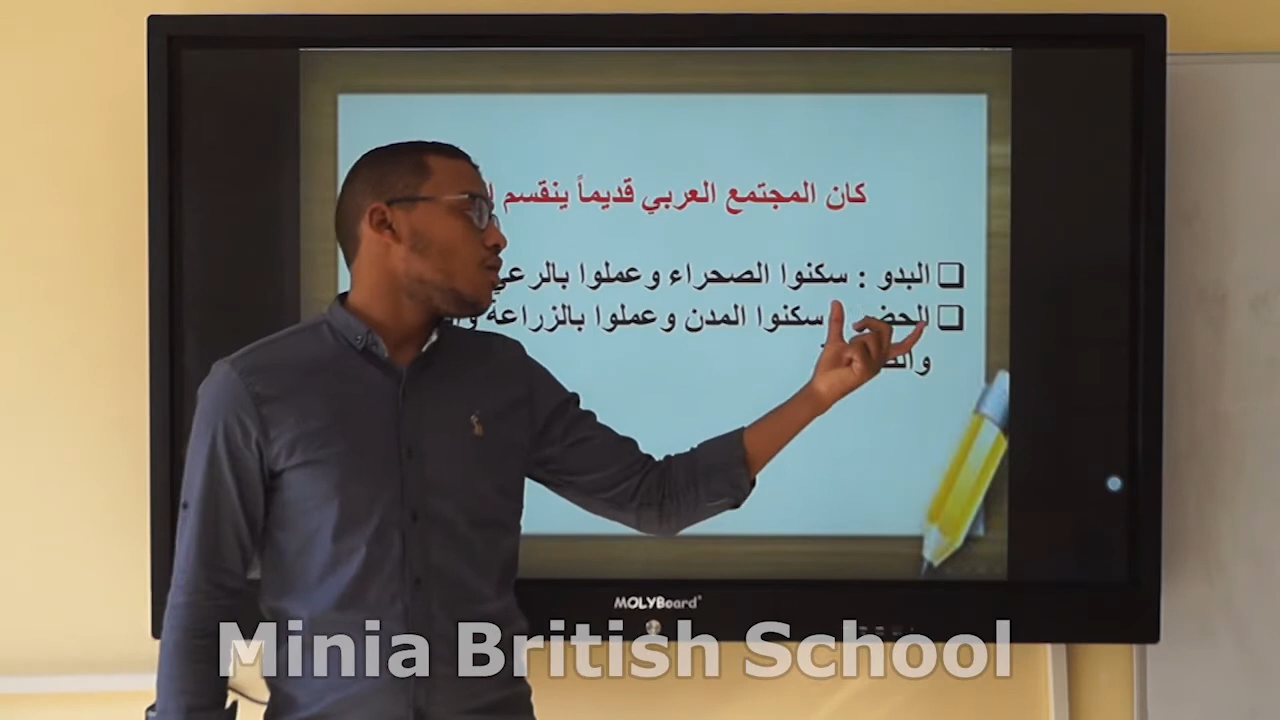 كان المجتمع العربي قديماً ينقسم
البدو : سكنوا الصحراء وعملوا بالرعي
سكنوا المدن وعملوا بالزراعة
MOLYBoard
Minia British School